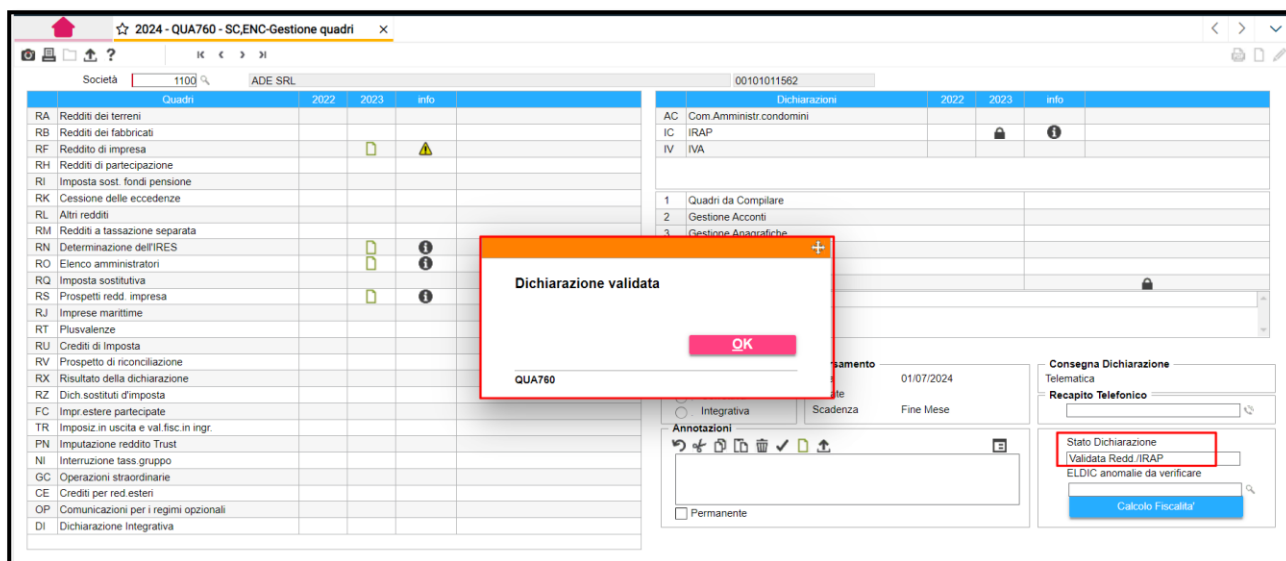 2024 - QUA760 - SC,ENC-Gestione quadri ×
?
Società 1100 ADE SRL 00101011562
Quadri 2022 2023 info
RA Redditi dei terreni
RB Redditi dei fabbricati
RF Reddito di impresa
RH Redditi di partecipazione
RI Imposta sost. fondi pensione
RK Cessione delle eccedenze
RL Altri redditi
RM Redditi a tassazione separata
RN Determinazione dell'IRES
RO Elenco amministratori
RQ Imposta sostitutiva
RS Prospetti redd. impresa
RJ Imprese marittime
RT Plusvalenze
RU Crediti di Imposta
RV Prospetto di riconciliazione
RX Risultato della dichiarazione
RZ Dich.sostituti d'imposta
FC Impr.estere partecipate
TR Imposiz.in uscita e val.fisc.in ingr.
PN Imputazione reddito Trust
NI Interruzione tass.gruppo
GC Operazioni straordinarie
CE Crediti per red.esteri
OP Comunicazioni per i regimi opzionali
DI Dichiarazione Integrativa
Dichiarazioni 2022 2023 info
AC Com.Amministr.condomini
IC IRAP
IV IVA
1 Quadri da Compilare
2 Gestione Acconti
3 Gestione Anagrafiche
Dichiarazione validata
OK
QUA760
samento
01/07/2024
Integrativa
Scadenza Fine Mese
Consegna Dichiarazione
Telematica
Recapito Telefonico
Annotazioni
Permanente
Stato Dichiarazione
Validata Redd./IRAP
ELDIC anomalie da verificare
Calcolo Fiscalita'